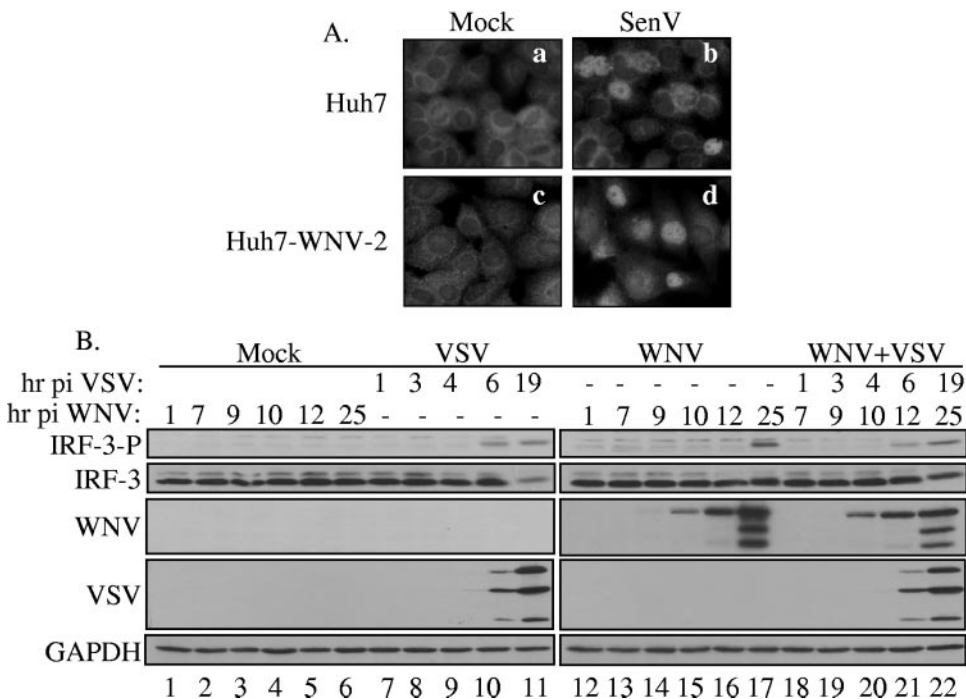 A.
Mock SenV
a b
Huh7
c d
Huh7-WNV-2
B.
Mock VSV WNV WNV+VSV
hr pi VSV: 1 3 4 6 19 - - - - - - 1 3 4 6 19
hr pi WNV: 1 7 9 10 12 25 - - - - - 1 7 9 10 12 25 7 9 10 12 25
IRF-3-P
IRF-3
WNV
VSV
GAPDH
1 2 3 4 5 6 7 8 9 10 11 12 13 14 15 16 17 18 19 20 21 22